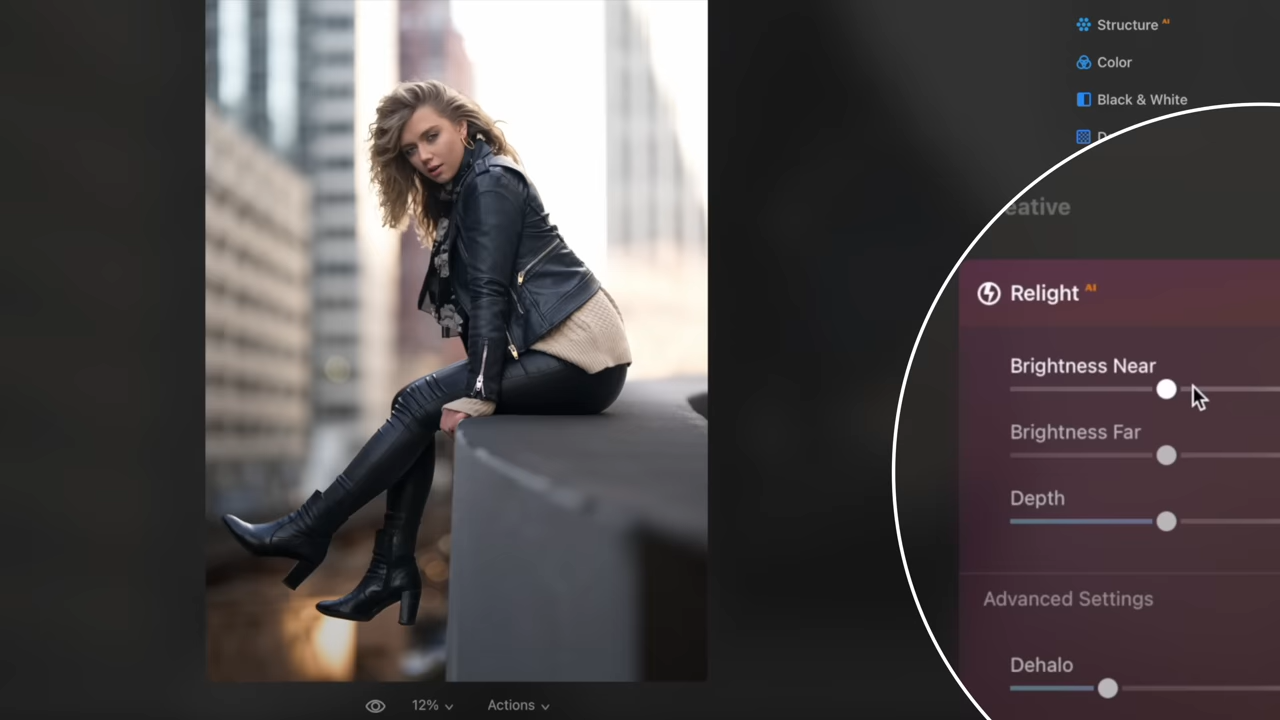 Structure AI
Color
Black & White
eative
Relight AI
Brightness Near
Brightness Far
Depth
Advanced Settings
Dehalo
12%
Actions